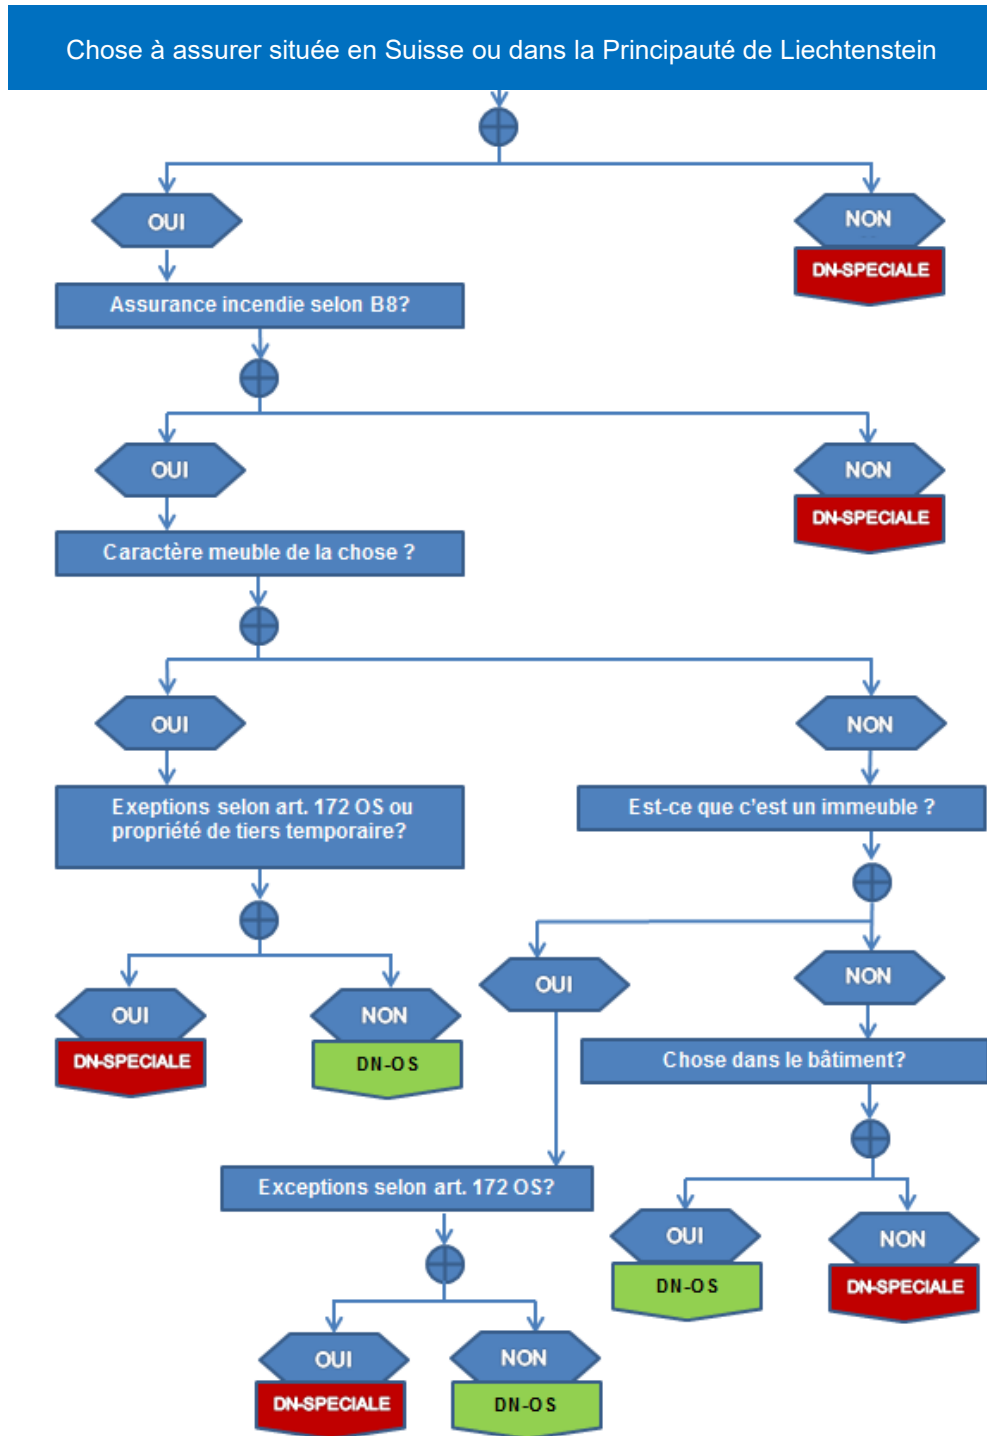 Chose à assurer située en Suisse ou dans la Principauté de Liechtenstein
OUI
NON
DN-SPECIALE
Assurance incendie selon B8?
OUI
NON
DN-SPECIALE
Caractère meuble de la chose ?
OUI
NON
Exeptions selon art. 172 OS ou
propriété de tiers temporaire?
Est-ce que c'est un immeuble ?
OUI
NON
OUI
NON
DN-SPECIALE
DN-OS
Chose dans le bâtiment?
Exceptions selon art. 172 OS?
OUI
NON
DN-OS
DN-SPECIALE
OUI
NON
DN-SPECIALE
DN-OS